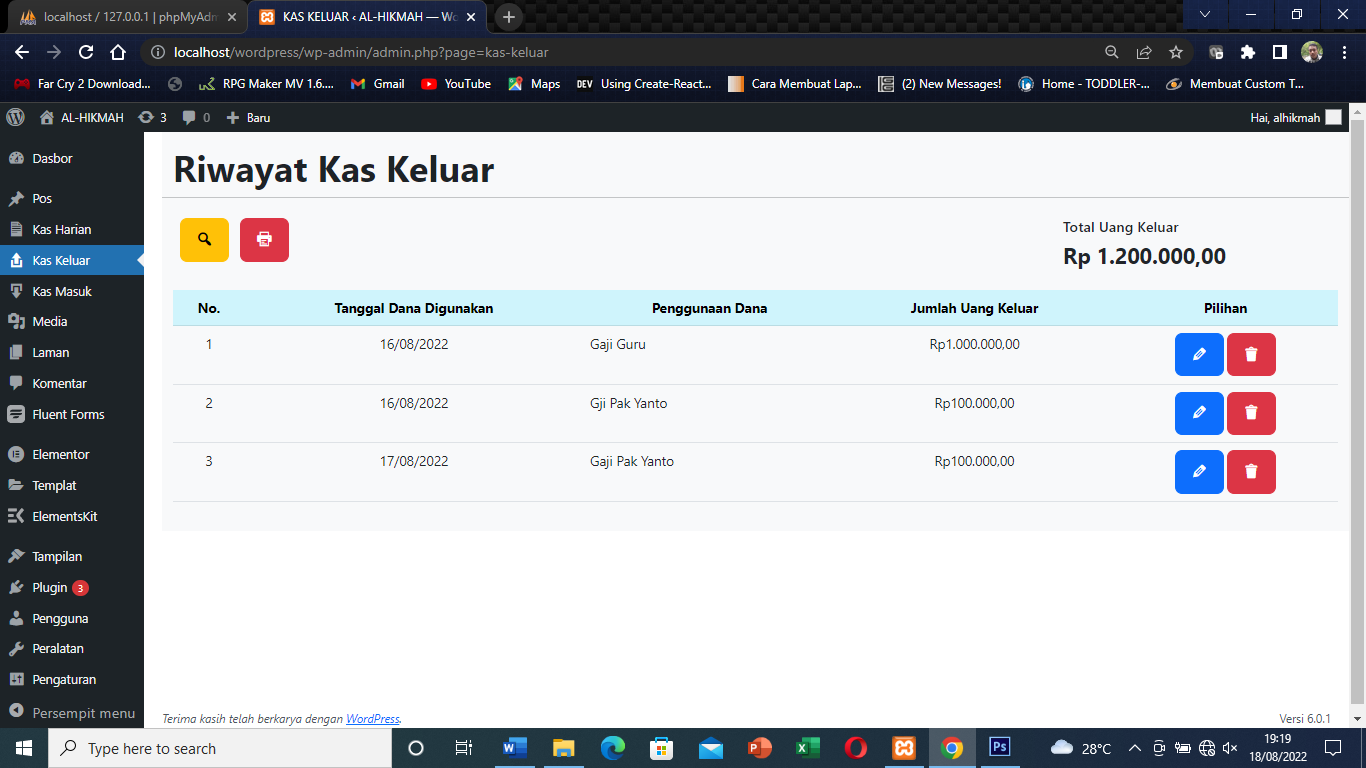 localhost / 127.0.0.1 | phpMyAdm
KAS KELUAR ‹ AL-HIKMAH — Wo
localhost/wordpress/wp-admin/admin.php?page=kas-keluar
Far Cry 2 Download...
RPG Maker MV 1.6....
Gmail
YouTube
Maps
DEV Using Create-React...
Cara Membuat Lap...
(2) New Messages!
Home - TODDLER-...
Membuat Custom T...
AL-HIKMAH
3
0
Baru
Hai, alhikmah
Dasbor
Pos
Kas Harian
Kas Keluar
Kas Masuk
Media
Laman
Komentar
Fluent Forms
Elementor
Templat
ElementsKit
Tampilan
Plugin 3
Pengguna
Peralatan
Pengaturan
Persempit menu
Riwayat Kas Keluar
Total Uang Keluar
Rp 1.200.000,00
No. Tanggal Dana Digunakan Penggunaan Dana Jumlah Uang Keluar Pilihan
1 16/08/2022 Gaji Guru Rp1.000.000,00
2 16/08/2022 Gji Pak Yanto Rp100.000,00
3 17/08/2022 Gaji Pak Yanto Rp100.000,00
Terima kasih telah berkarya dengan WordPress.
Versi 6.0.1
Type here to search
28°C
19:19
18/08/2022